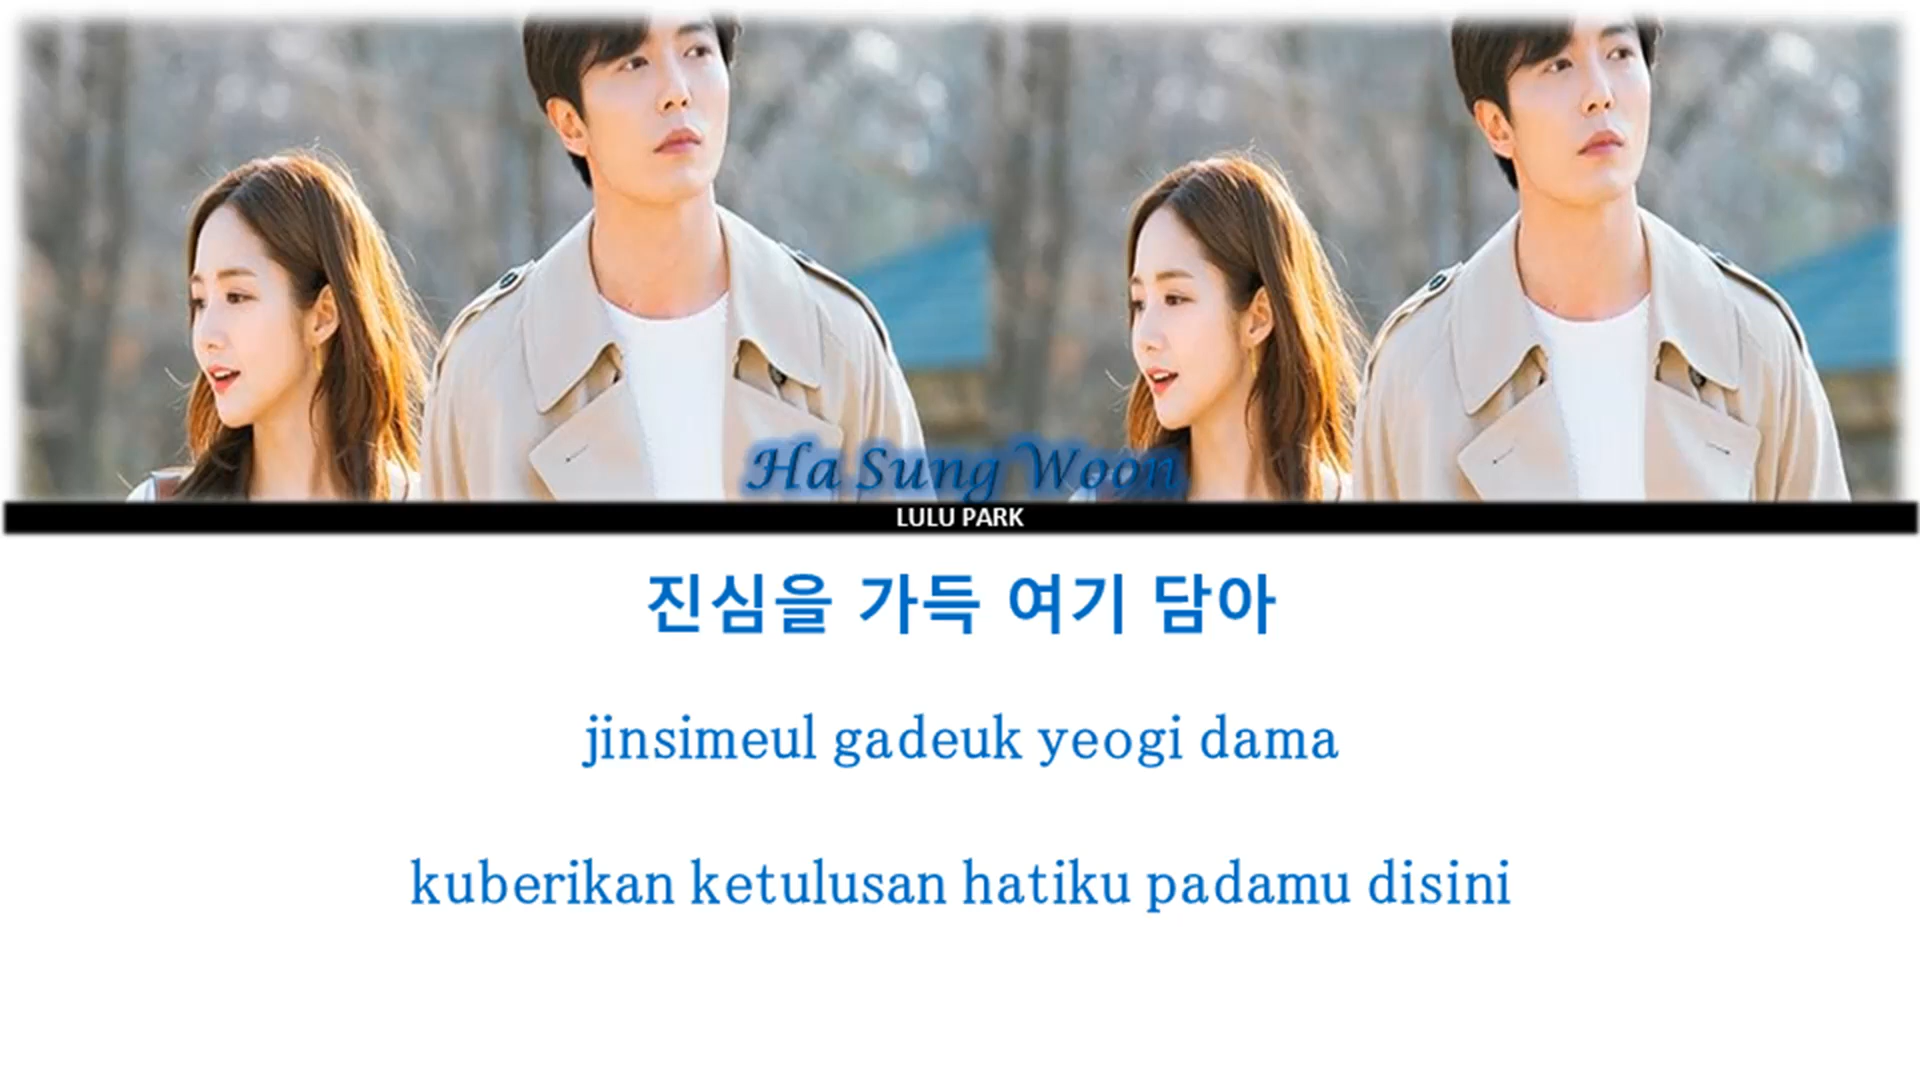 Ha Sung Woon
LULU PARK
진심을 가득 여기 담아
jinsimeul gadeuk yeogi dama
kuberikan ketulusan hatiku padamu disini